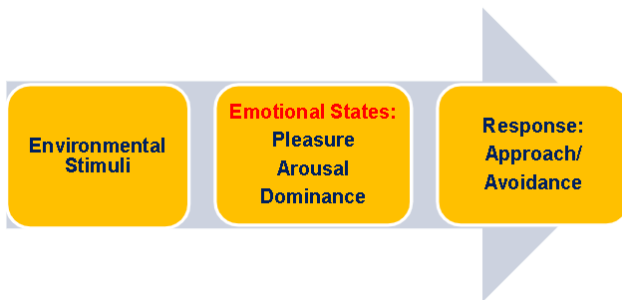 Environmental
Stimuli
Emotional States:
Pleasure
Arousal
Dominance
Response:
Approach/
Avoidance